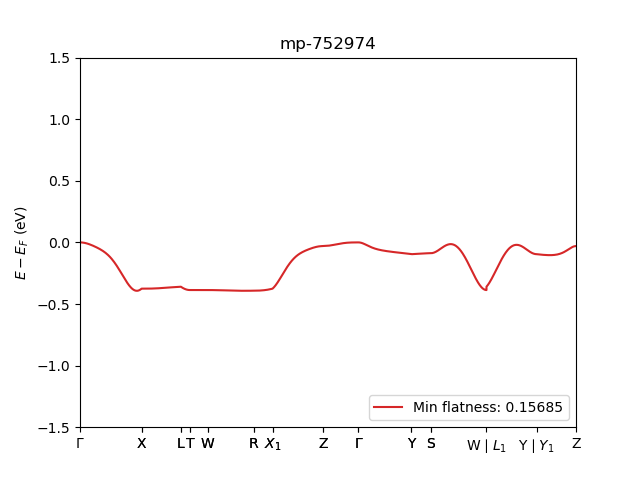 mp-752974
E − E_F (eV)
1.5
1.0
0.5
0.0
−0.5
−1.0
−1.5
Min flatness: 0.15685
Γ X L T W R X₁ Z Γ Y S W | L₁ Y | Y₁ Z